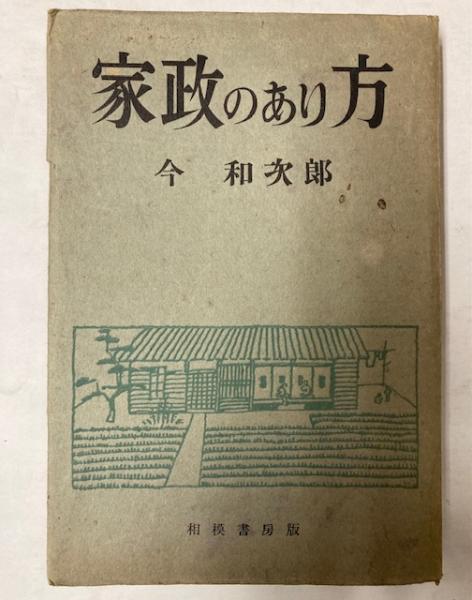 家政のあり方
今 和次郎
相模書房版